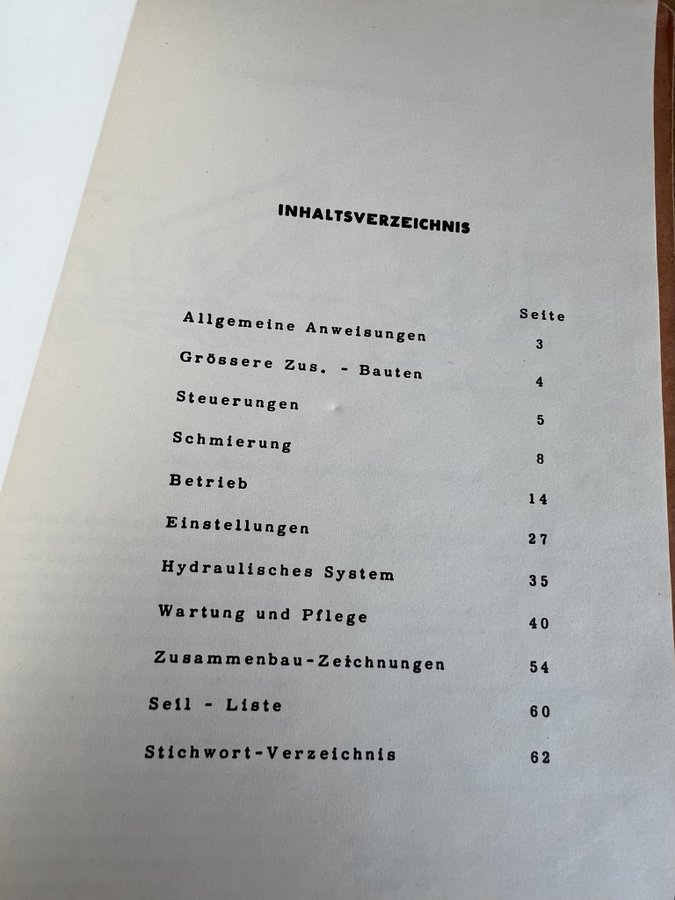 INHALTSVERZEICHNIS
Seite
Allgemeine Anweisungen 3
Grössere Zus. - Bauten 4
Steuerungen 5
Schmierung 8
Betrieb 14
Einstellungen 27
Hydraulisches System 35
Wartung und Pflege 40
Zusammenbau-Zeichnungen 54
Seil - Liste 60
Stichwort-Verzeichnis 62